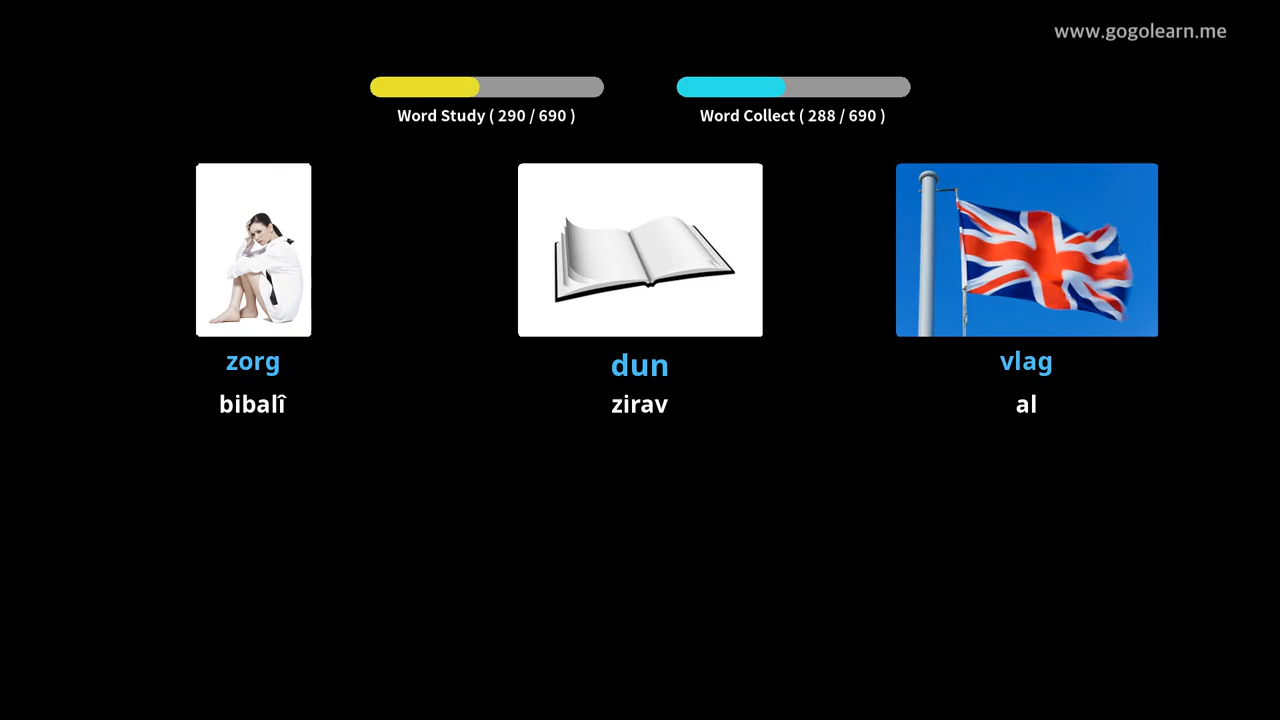 www.gogolearn.me
Word Study ( 290 / 690 )
Word Collect ( 288 / 690 )
zorg
dun
vlag
bibalî
zirav
al